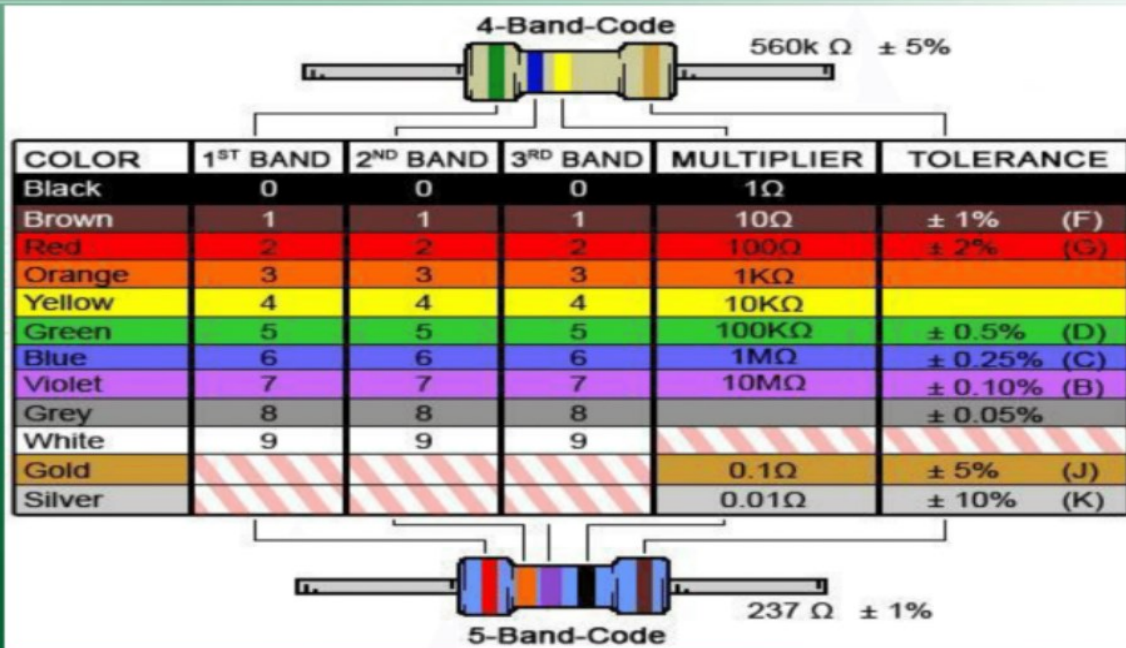 4-Band-Code
560k Ω ± 5%
COLOR 1ST BAND 2ND BAND 3RD BAND MULTIPLIER TOLERANCE
Black 0 0 0 1Ω
Brown 1 1 1 10Ω ± 1% (F)
Red 2 2 2 100Ω ± 2% (G)
Orange 3 3 3 1KΩ
Yellow 4 4 4 10KΩ
Green 5 5 5 100KΩ ± 0.5% (D)
Blue 6 6 6 1MΩ ± 0.25% (C)
Violet 7 7 7 10MΩ ± 0.10% (B)
Grey 8 8 8 ± 0.05%
White 9 9 9
Gold 0.1Ω ± 5% (J)
Silver 0.01Ω ± 10% (K)
237 Ω ± 1%
5-Band-Code